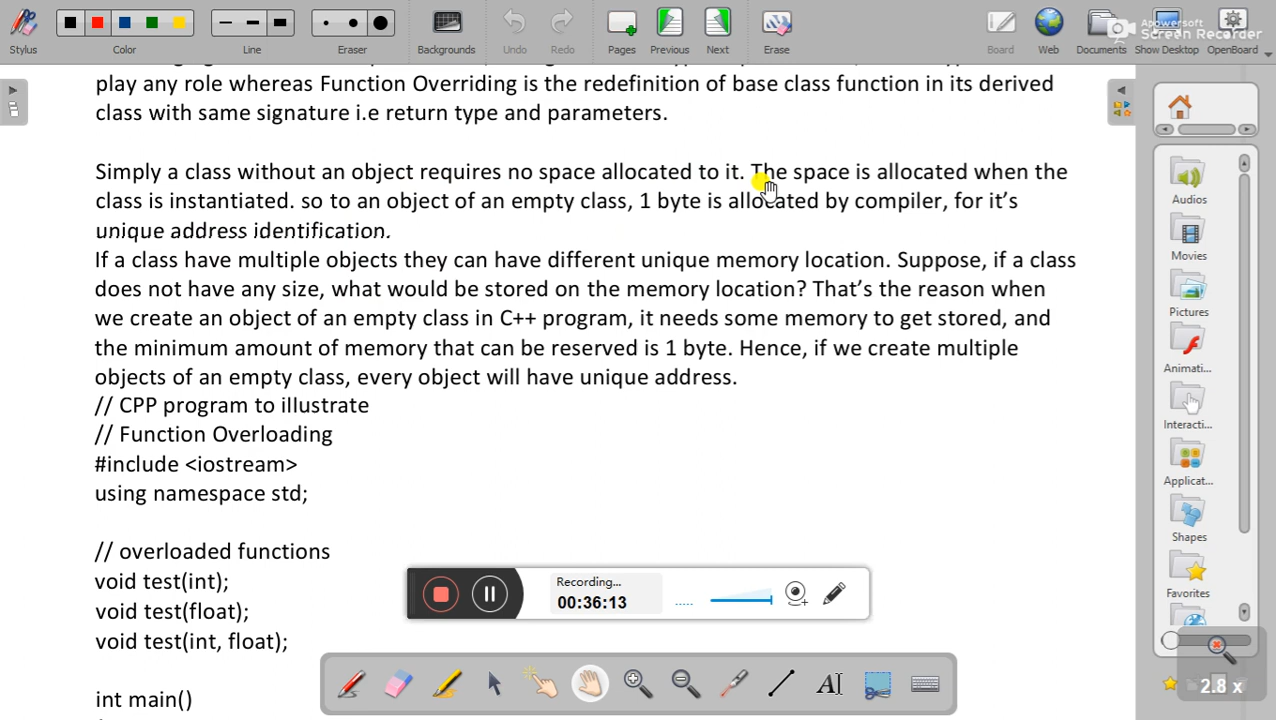 Stylus
Color
Line
Eraser
Backgrounds
Undo
Redo
Pages
Previous
Next
Erase
Board
Web
Documents
Show Desktop
OpenBoard
Apowersoft
Screen Recorder
play any role whereas Function Overriding is the redefinition of base class function in its derived
class with same signature i.e return type and parameters.
Simply a class without an object requires no space allocated to it. The space is allocated when the
class is instantiated. so to an object of an empty class, 1 byte is allocated by compiler, for it’s
unique address identification.
If a class have multiple objects they can have different unique memory location. Suppose, if a class
does not have any size, what would be stored on the memory location? That’s the reason when
we create an object of an empty class in C++ program, it needs some memory to get stored, and
the minimum amount of memory that can be reserved is 1 byte. Hence, if we create multiple
objects of an empty class, every object will have unique address.
// CPP program to illustrate
// Function Overloading
#include <iostream>
using namespace std;
// overloaded functions
void test(int);
void test(float);
void test(int, float);
int main()
Recording...
00:36:13
Audios
Movies
Pictures
Animati...
Interacti...
Applicat...
Shapes
Favorites
2.8 x